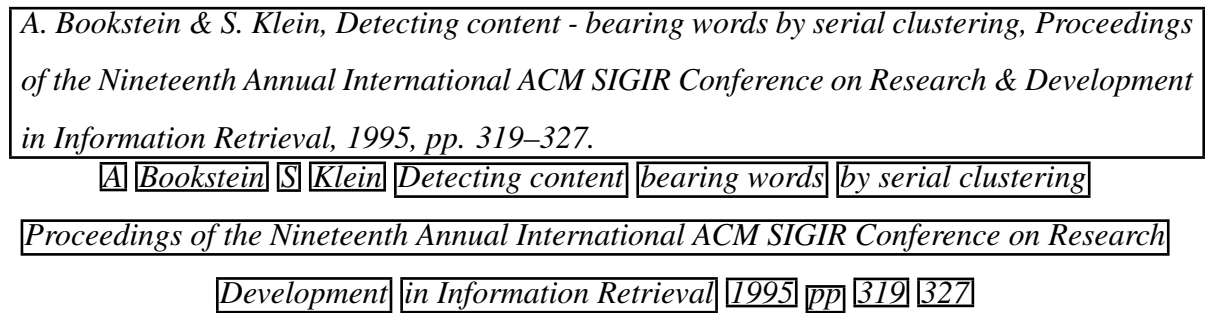 A. Bookstein & S. Klein, Detecting content - bearing words by serial clustering, Proceedings
of the Nineteenth Annual International ACM SIGIR Conference on Research & Development
in Information Retrieval, 1995, pp. 319–327.
A Bookstein S Klein Detecting content bearing words by serial clustering
Proceedings of the Nineteenth Annual International ACM SIGIR Conference on Research
Development in Information Retrieval 1995 pp 319 327